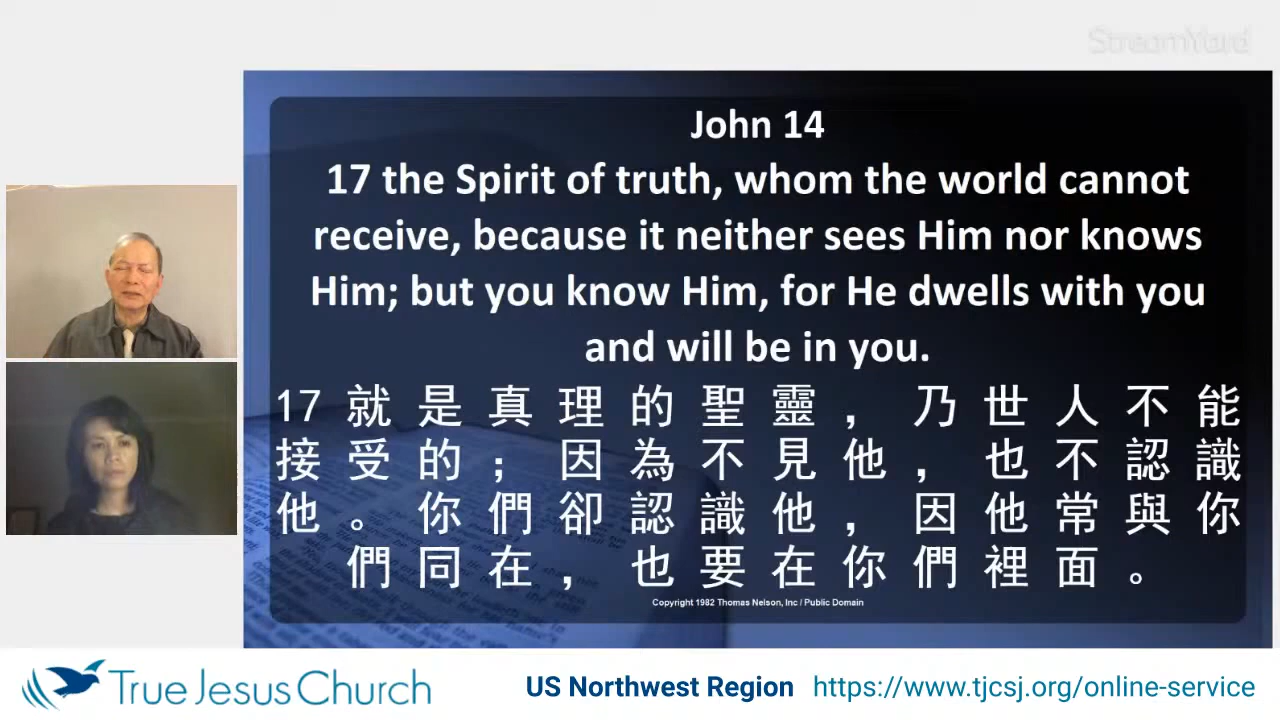 StreamYard
John 14
17 the Spirit of truth, whom the world cannot
receive, because it neither sees Him nor knows
Him; but you know Him, for He dwells with you
and will be in you.
17 就是真理的聖靈，乃世人不能
接受的；因為不見他，也不認識
他。你們卻認識他，因他常與你
們同在，也要在你們裡面。
Copyright 1982 Thomas Nelson, Inc / Public Domain
True Jesus Church
US Northwest Region https://www.tjcsj.org/online-service